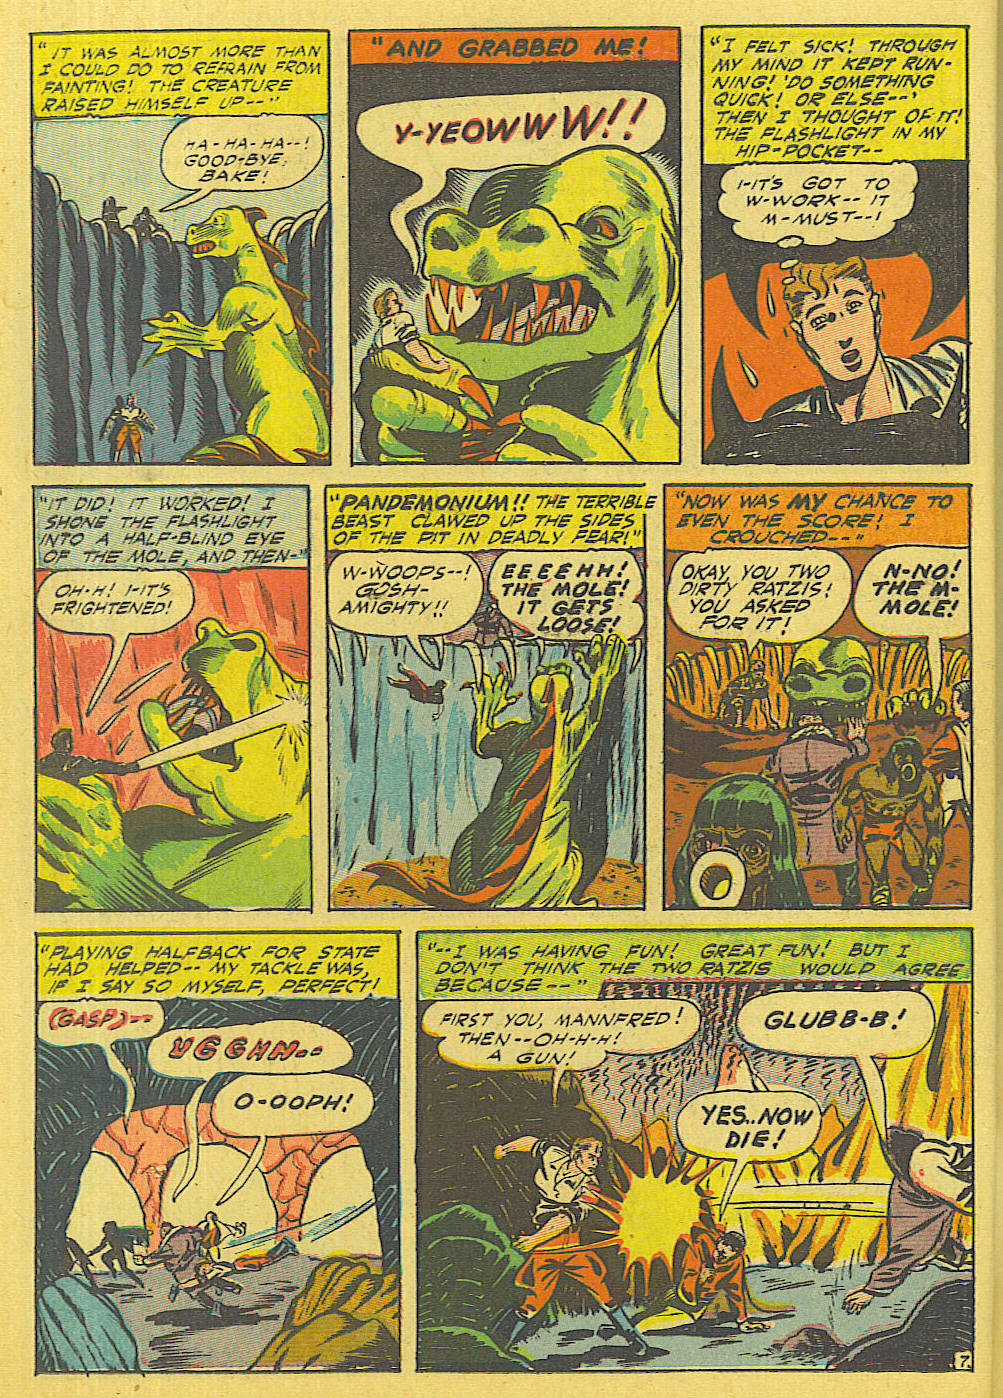 "IT WAS ALMOST MORE THAN
I COULD DO TO REFRAIN FROM
FAINTING! THE CREATURE
RAISED HIMSELF UP--"
HA-HA-HA--!
GOOD-BYE,
BAKE!
"AND GRABBED ME!
Y-YEOWWW!!
"I FELT SICK! THROUGH
MY MIND IT KEPT RUN-
NING! 'DO SOMETHING
QUICK! OR ELSE--'
THEN I THOUGHT OF IT!
THE FLASHLIGHT IN MY
HIP-POCKET--
I-IT'S GOT TO
W-WORK-- IT
M-MUST--!
"IT DID! IT WORKED! I
SHONE THE FLASHLIGHT
INTO A HALF-BLIND EYE
OF THE MOLE, AND THEN--"
OH-H! I-IT'S
FRIGHTENED!
"PANDEMONIUM!! THE TERRIBLE
BEAST CLAWED UP THE SIDES
OF THE PIT IN DEADLY FEAR!"
W-WOOPS--!
GOSH-
AMIGHTY!!
EEEEHH!
THE MOLE!
IT GETS
LOOSE!
"NOW WAS MY CHANCE TO
EVEN THE SCORE! I
CROUCHED--"
OKAY, YOU TWO
DIRTY RATZIS!
YOU ASKED
FOR IT!
N-NO!
THE M-
MOLE!
"PLAYING HALFBACK FOR STATE
HAD HELPED-- MY TACKLE WAS,
IF I SAY SO MYSELF, PERFECT!
(GASP)--
UGGHH--
O-OOPH!
"--I WAS HAVING FUN! GREAT FUN! BUT I
DON'T THINK THE TWO RATZIS WOULD AGREE
BECAUSE--"
FIRST YOU, MANNFRED!
THEN--OH-H-H!
A GUN!
GLUBB-B!
YES..NOW
DIE!
7